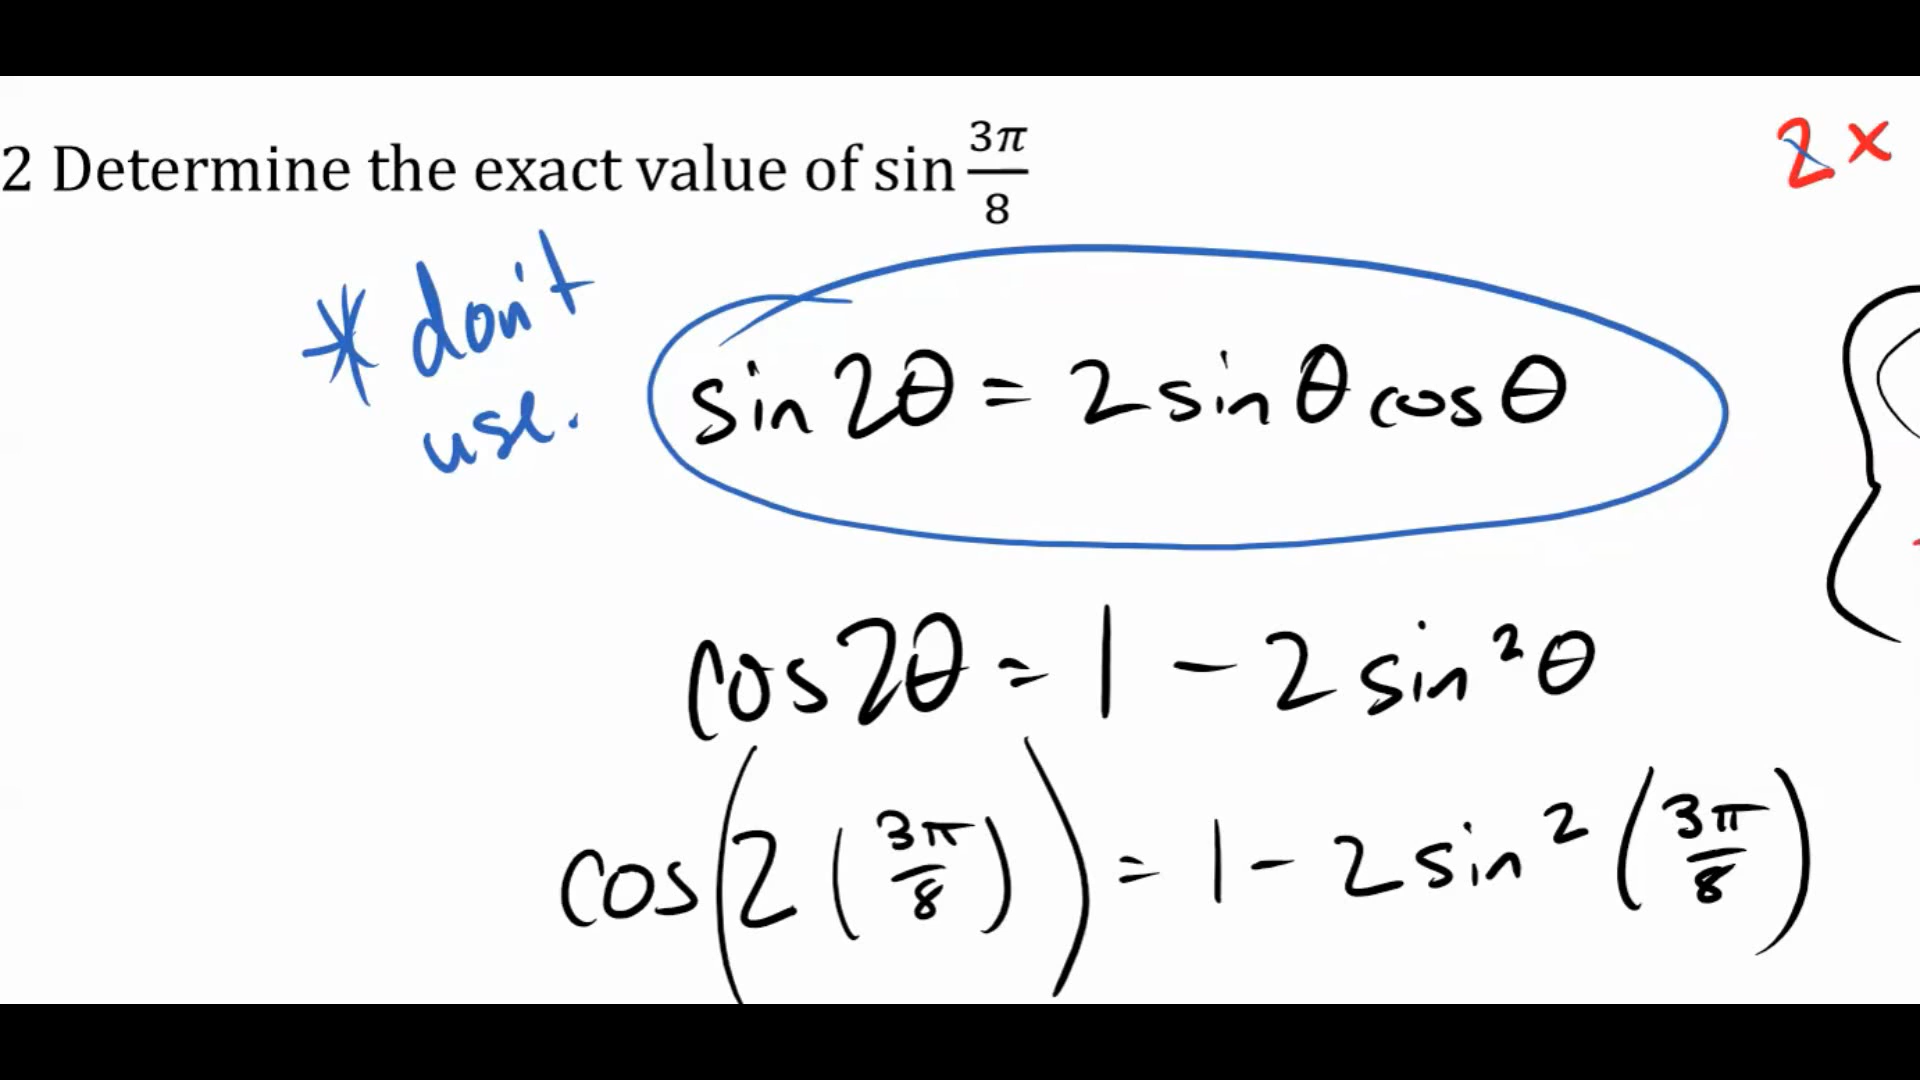 2 Determine the exact value of sin 3π/8
2x
* don't
use.
sin 2θ = 2 sin θ cos θ
cos 2θ = 1 - 2 sin²θ
cos(2(3π/8)) = 1 - 2 sin²(3π/8)